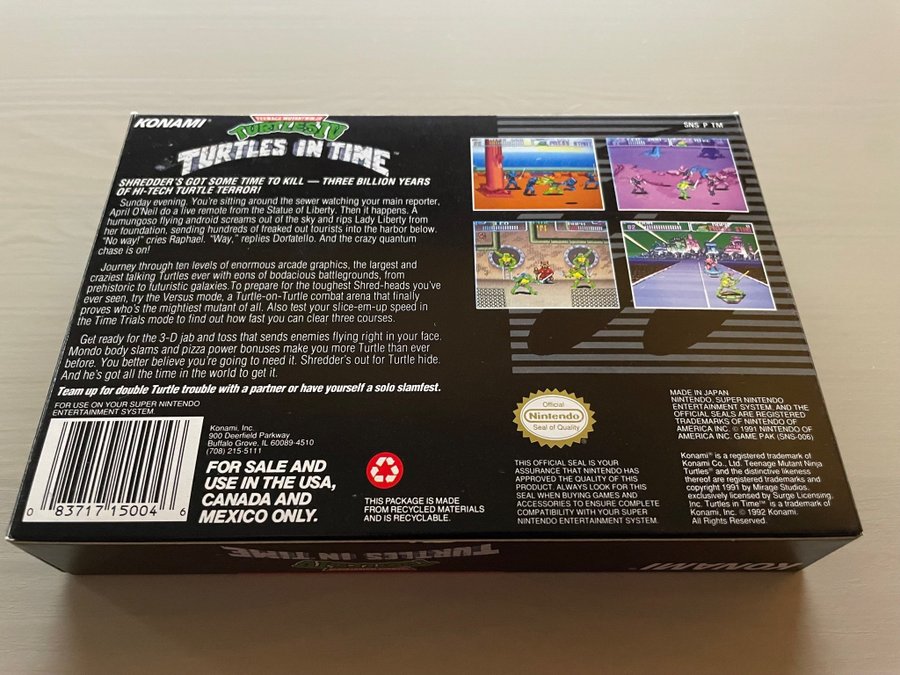 KONAMI®
TEENAGE MUTANT NINJA
TURTLES IV
TURTLES IN TIME™
SHREDDER'S GOT SOME TIME TO KILL — THREE BILLION YEARS
OF HI-TECH TURTLE TERROR!
Sunday evening. You're sitting around the sewer watching your main reporter,
April O'Neil do a live remote from the Statue of Liberty. Then it happens. A
humungoso flying android screams out of the sky and rips Lady Liberty from
her foundation, sending hundreds of freaked out tourists into the harbor below.
"No way!" cries Raphael. "Way," replies Donatello. And the crazy quantum
chase is on!
Journey through ten levels of enormous arcade graphics, the largest and
craziest talking Turtles ever with eons of bodacious battlegrounds, from
prehistoric to futuristic galaxies. To prepare for the toughest Shred-heads you've
ever seen, try the Versus mode, a Turtle-on-Turtle combat arena that finally
proves who's the mightiest mutant of all. Also test your slice-em-up speed in
the Time Trials mode to find out how fast you can clear three courses.
Get ready for the 3-D jab and toss that sends enemies flying right in your face.
Mondo body slams and pizza power bonuses make you more Turtle than ever
before. You better believe you're going to need it. Shredder's out for Turtle hide.
And he's got all the time in the world to get it.
Team up for double Turtle trouble with a partner or have yourself a solo slamfest.
FOR USE ON YOUR SUPER NINTENDO
ENTERTAINMENT SYSTEM
0 83717 15004 6
Konami, Inc.
900 Deerfield Parkway
Buffalo Grove, IL 60089-4510
(708) 215-5111
FOR SALE AND
USE IN THE USA,
CANADA AND
MEXICO ONLY.
THIS PACKAGE IS MADE
FROM RECYCLED MATERIALS
AND IS RECYCLABLE.
SNS P TM
Official
Nintendo
Seal of Quality
THIS OFFICIAL SEAL IS YOUR
ASSURANCE THAT NINTENDO HAS
APPROVED THE QUALITY OF THIS
PRODUCT. ALWAYS LOOK FOR THIS
SEAL WHEN BUYING GAMES AND
ACCESSORIES TO ENSURE COMPLETE
COMPATIBILITY WITH YOUR SUPER
NINTENDO ENTERTAINMENT SYSTEM.
MADE IN JAPAN
NINTENDO, SUPER NINTENDO
ENTERTAINMENT SYSTEM, AND THE
OFFICIAL SEALS ARE REGISTERED
TRADEMARKS OF NINTENDO OF
AMERICA INC. © 1991 NINTENDO OF
AMERICA INC. GAME PAK (SNS-006)
Konami® is a registered trademark of
Konami Co., Ltd. Teenage Mutant Ninja
Turtles® and the distinctive likeness
thereof are registered trademarks and
copyright 1991 by Mirage Studios.
exclusively licensed by Surge Licensing,
Inc. Turtles in Time™ is a trademark of
Konami, Inc. © 1992 Konami.
All Rights Reserved.
TURTLES IN TIME
KONAMI